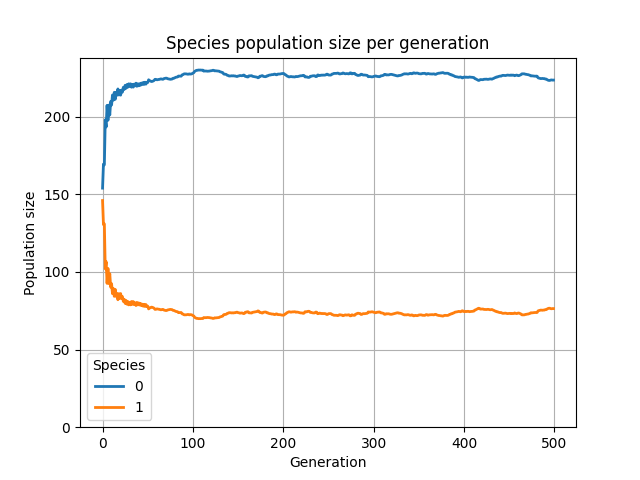 Species population size per generation
Population size
200
150
100
50
0
Species
0
1
0 100 200 300 400 500
Generation